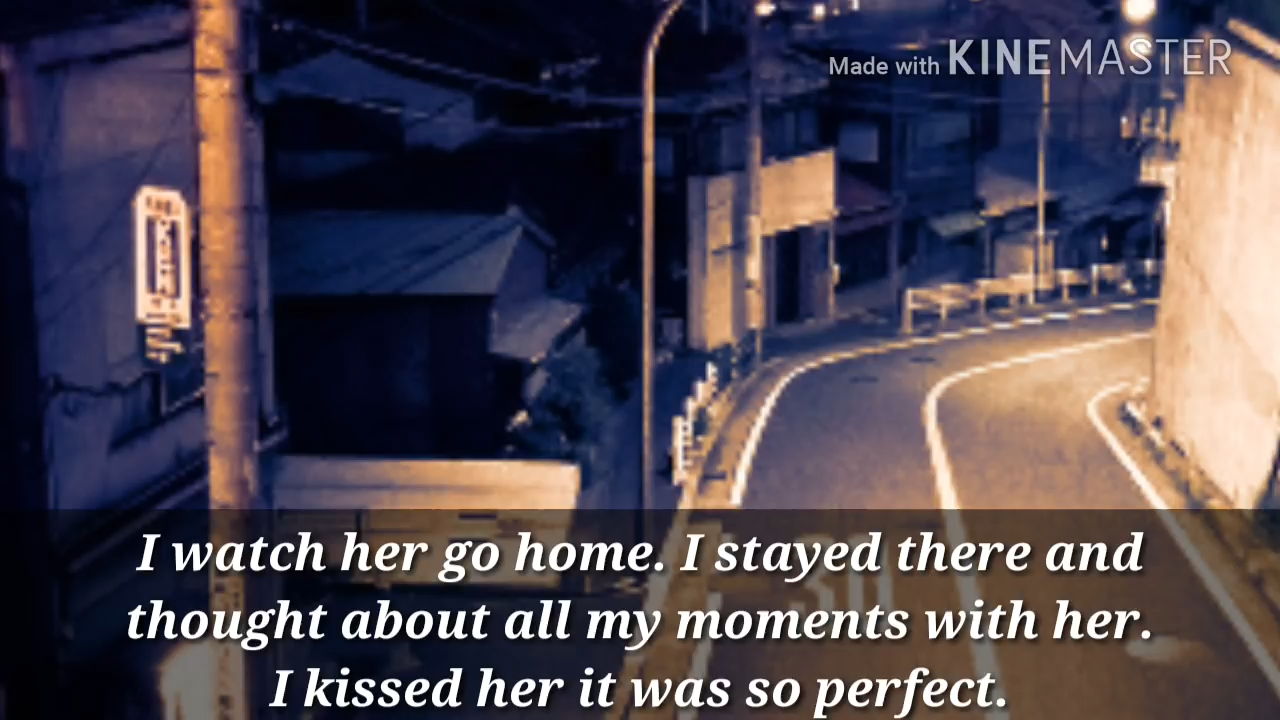 Made with KINEMASTER
I watch her go home. I stayed there and
thought about all my moments with her.
I kissed her it was so perfect.